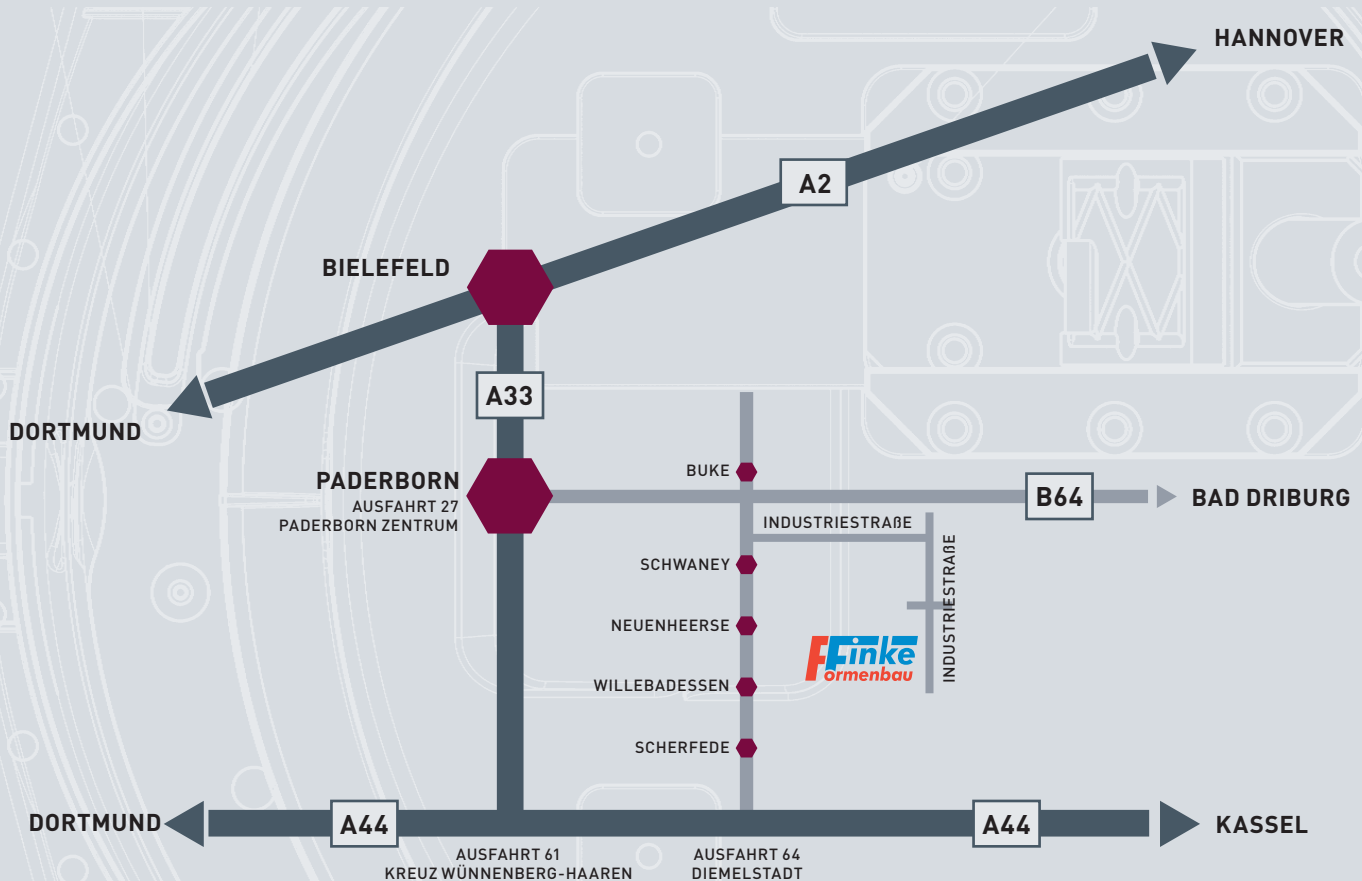 HANNOVER
A2
BIELEFELD
A33
DORTMUND
PADERBORN
AUSFAHRT 27
PADERBORN ZENTRUM
BUKE
B64
BAD DRIBURG
INDUSTRIESTRAßE
INDUSTRIESTRAßE
SCHWANEY
NEUENHEERSE
Finke
Formenbau
WILLEBADESSEN
SCHERFEDE
DORTMUND
A44
A44
KASSEL
AUSFAHRT 61
KREUZ WÜNNENBERG-HAAREN
AUSFAHRT 64
DIEMELSTADT